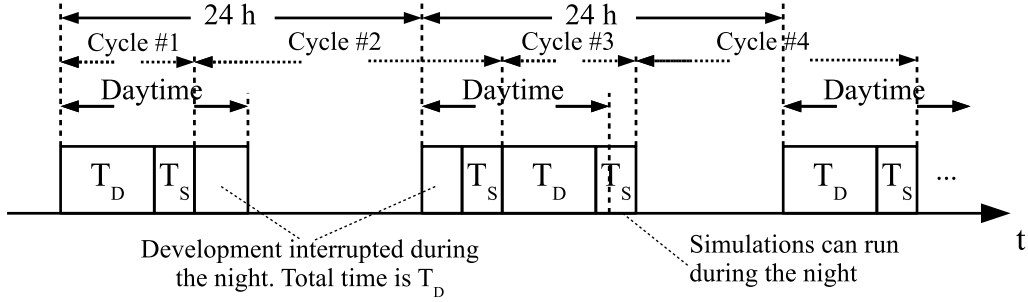 24 h 24 h
Cycle #1 Cycle #2 Cycle #3 Cycle #4
Daytime Daytime Daytime
T_D T_S T_S T_D T_S T_D T_S ...
t
Development interrupted during
the night. Total time is T_D
Simulations can run
during the night